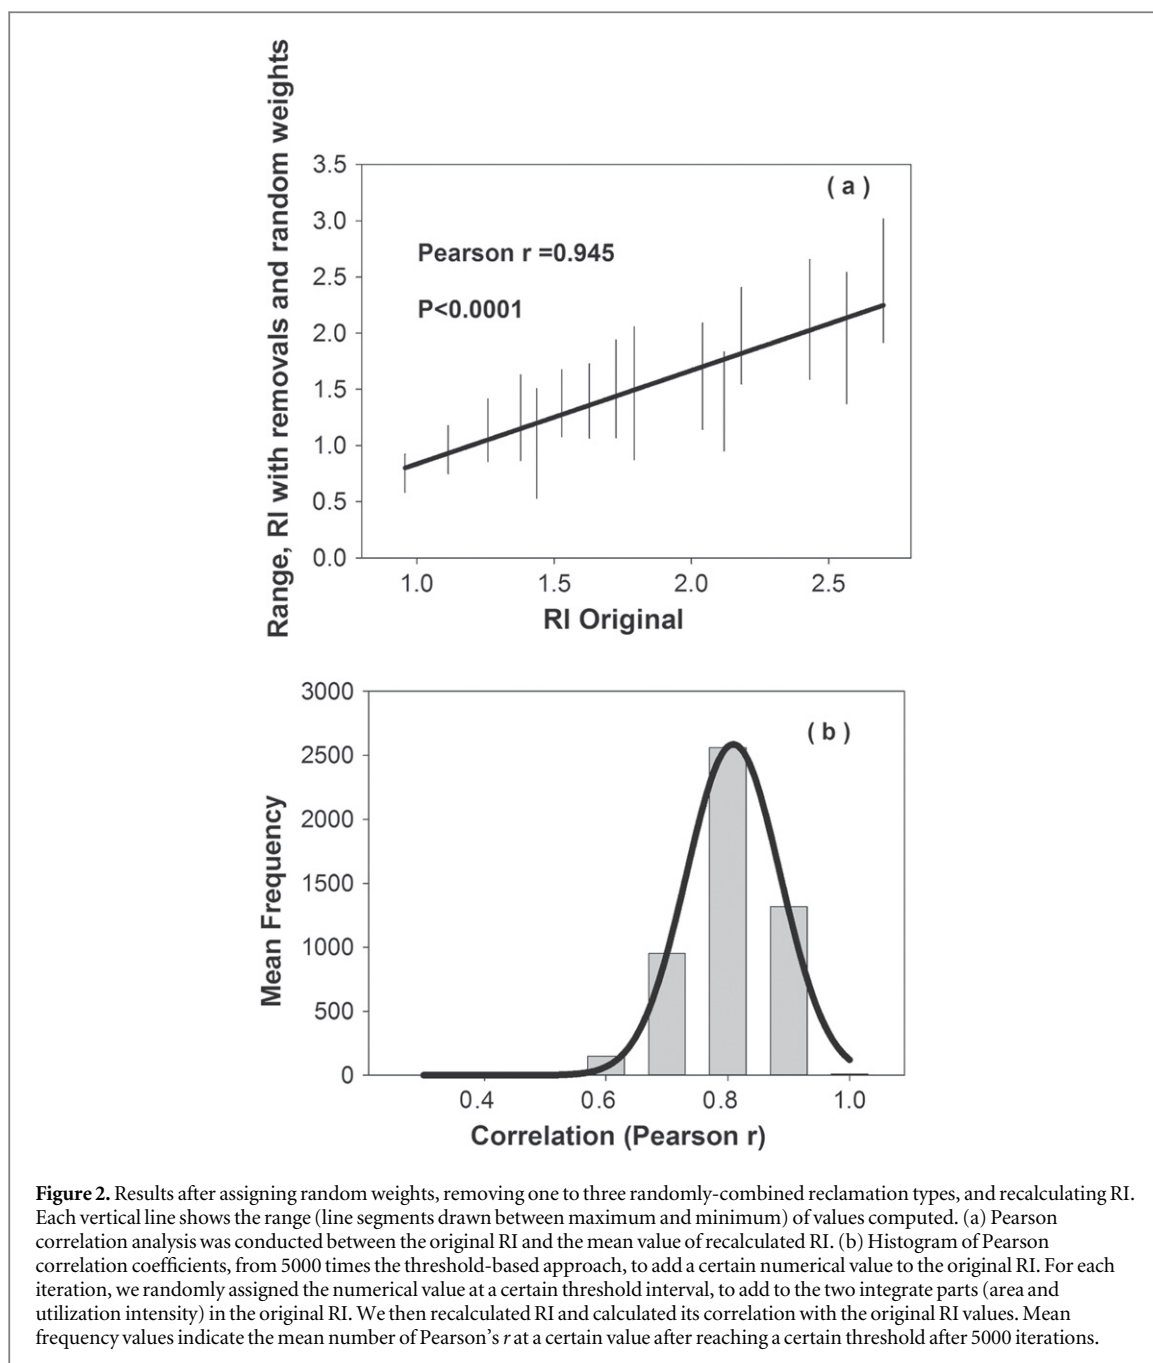 Range, RI with removals and random weights
3.5
3.0
2.5
2.0
1.5
1.0
0.5
0.0
( a )
Pearson r =0.945
P<0.0001
1.0 1.5 2.0 2.5
RI Original
Mean Frequency
3000
2500
2000
1500
1000
500
0
( b )
0.4 0.6 0.8 1.0
Correlation (Pearson r)
Figure 2. Results after assigning random weights, removing one to three randomly-combined reclamation types, and recalculating RI.
Each vertical line shows the range (line segments drawn between maximum and minimum) of values computed. (a) Pearson
correlation analysis was conducted between the original RI and the mean value of recalculated RI. (b) Histogram of Pearson
correlation coefficients, from 5000 times the threshold-based approach, to add a certain numerical value to the original RI. For each
iteration, we randomly assigned the numerical value at a certain threshold interval, to add to the two integrate parts (area and
utilization intensity) in the original RI. We then recalculated RI and calculated its correlation with the original RI values. Mean
frequency values indicate the mean number of Pearson's r at a certain value after reaching a certain threshold after 5000 iterations.